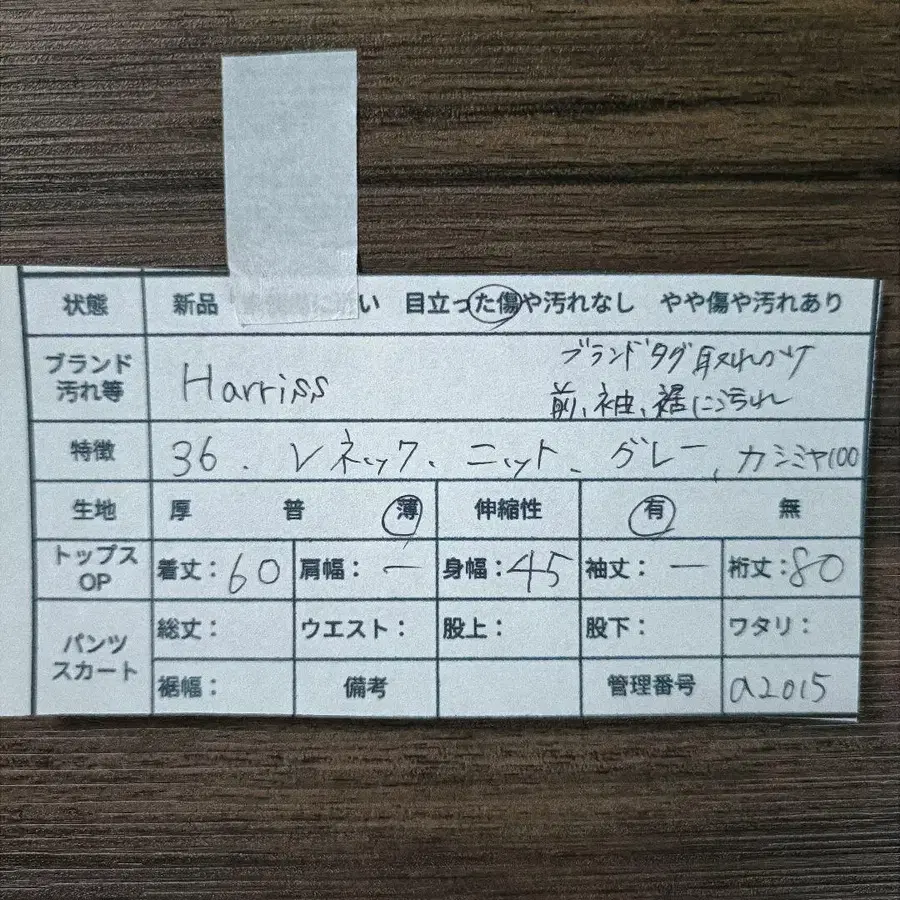 状態 新品 い 目立った傷や汚れなし やや傷や汚れあり
ブランド 汚れ等 Harriss ブランドタグ取れかけ
前、袖、裾に汚れ
特徴 36. Vネック、ニット、グレー、カシミヤ100
生地 厚 普 薄 伸縮性 有 無
トップス OP 着丈:60 肩幅:ー 身幅:45 袖丈:ー 裄丈:80
パンツ スカート 総丈: ウエスト: 股上: 股下: ワタリ:
裾幅: 備考 管理番号 a2015